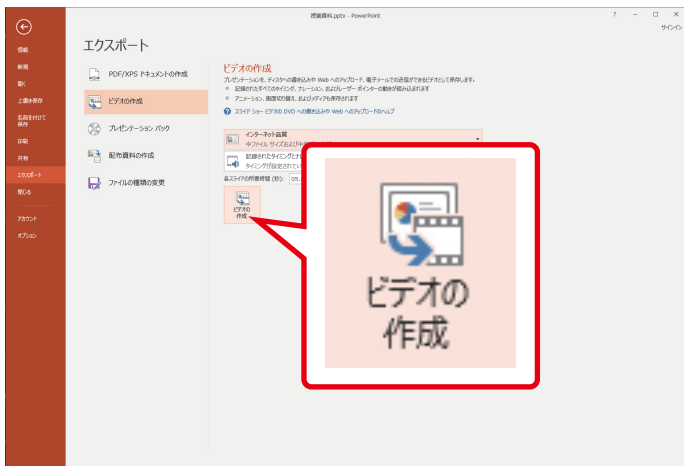 授業資料.pptx - PowerPoint
?
サインイン
情報
新規
開く
上書き保存
名前を付けて
保存
印刷
共有
エクスポート
閉じる
アカウント
オプション
エクスポート
PDF/XPS ドキュメントの作成
ビデオの作成
プレゼンテーション パック
配布資料の作成
ファイルの種類の変更
ビデオの作成
プレゼンテーションを、ディスクへの書き込みや Web へのアップロード、電子メールでの送信ができるビデオとして保存します。
記録されたすべてのタイミング、ナレーション、およびレーザー ポインターの動きが組み込まれます
アニメーション、画面切り替え、およびメディアも保存されます
スライド ショー ビデオの DVD への書き込みや Web へのアップロードのヘルプ
インターネット品質
中ファイル サイズおよび中
記録されたタイミングとナ
タイミングが設定されてい
各スライドの所要時間 (秒):
05.
ビデオの
作成
ビデオの
作成